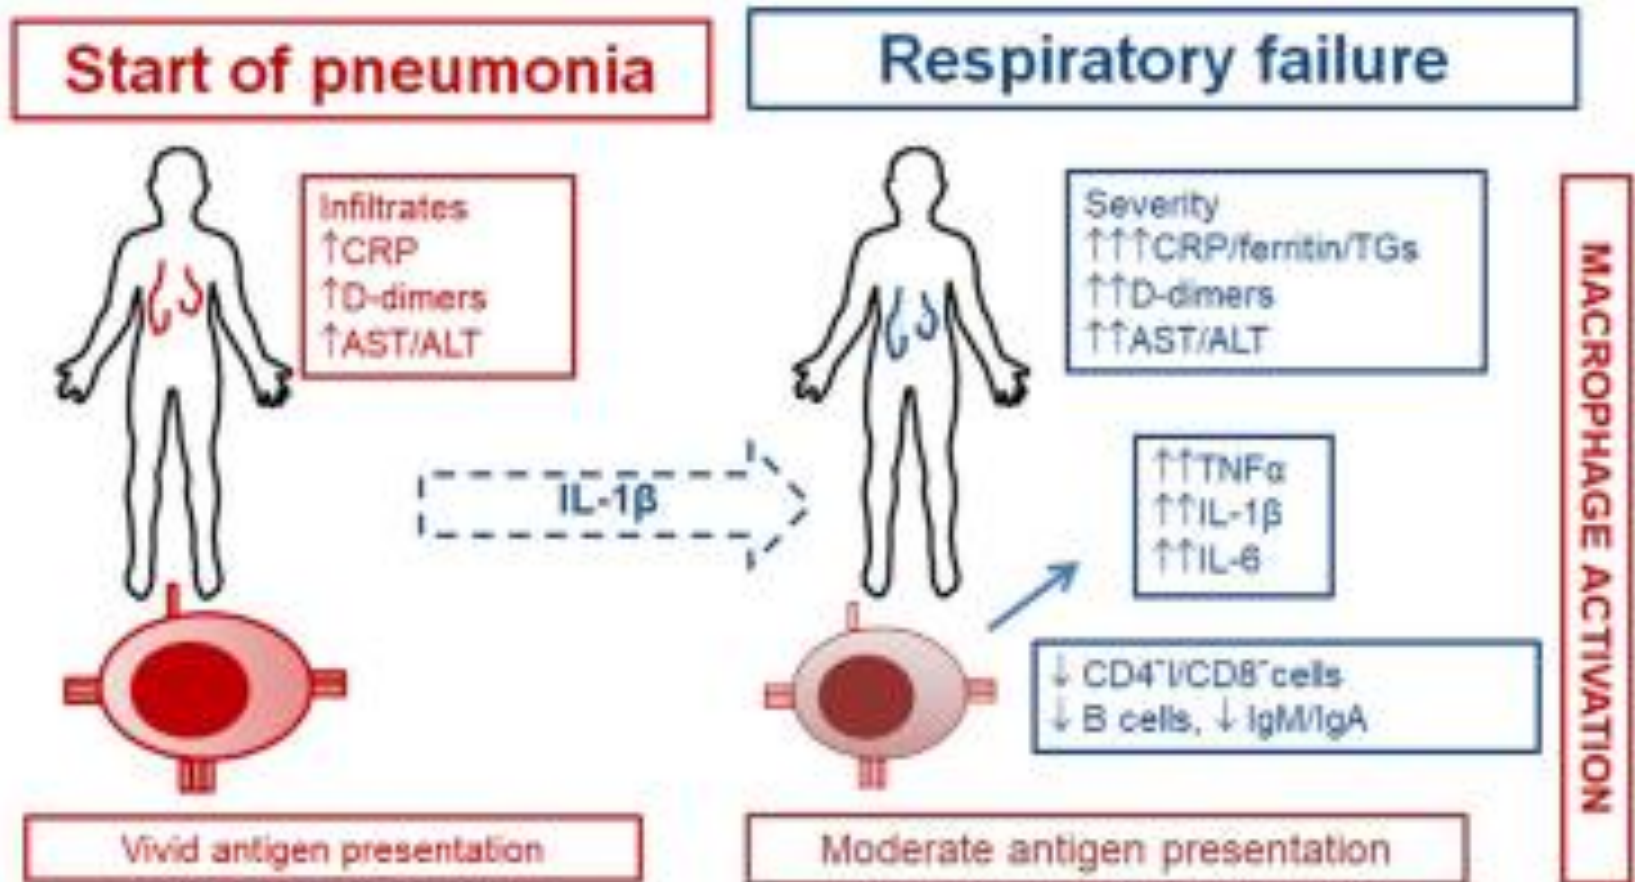 Start of pneumonia
Infiltrates
↑CRP
↑D-dimers
↑AST/ALT
Vivid antigen presentation
IL-1β
Respiratory failure
Severity
↑↑↑CRP/ferritin/TGs
↑↑D-dimers
↑↑AST/ALT
↑↑TNFα
↑↑IL-1β
↑↑IL-6
↓ CD4⁻I/CD8⁻cells
↓ B cells, ↓ IgM/IgA
Moderate antigen presentation
MACROPHAGE ACTIVATION